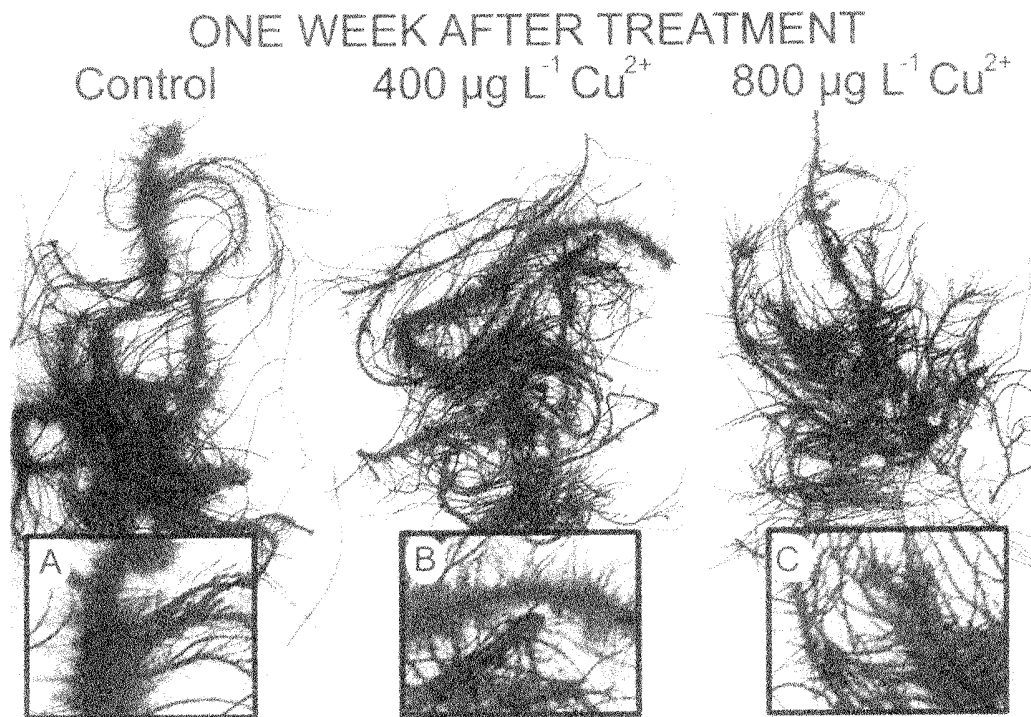 ONE WEEK AFTER TREATMENT
Control 400 µg L⁻¹ Cu²⁺ 800 µg L⁻¹ Cu²⁺
A B C